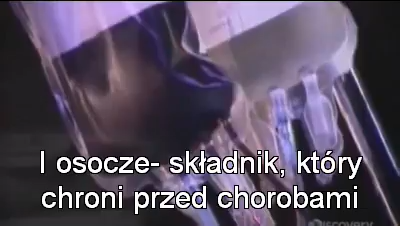 I osocze- składnik, który
chroni przed chorobami
DISCOVERY